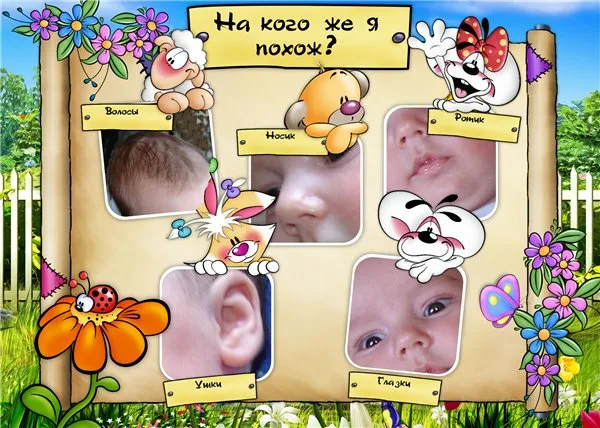 На кого же я
похож?
Волосы
Носик
Ротик
Ушки
Глазки